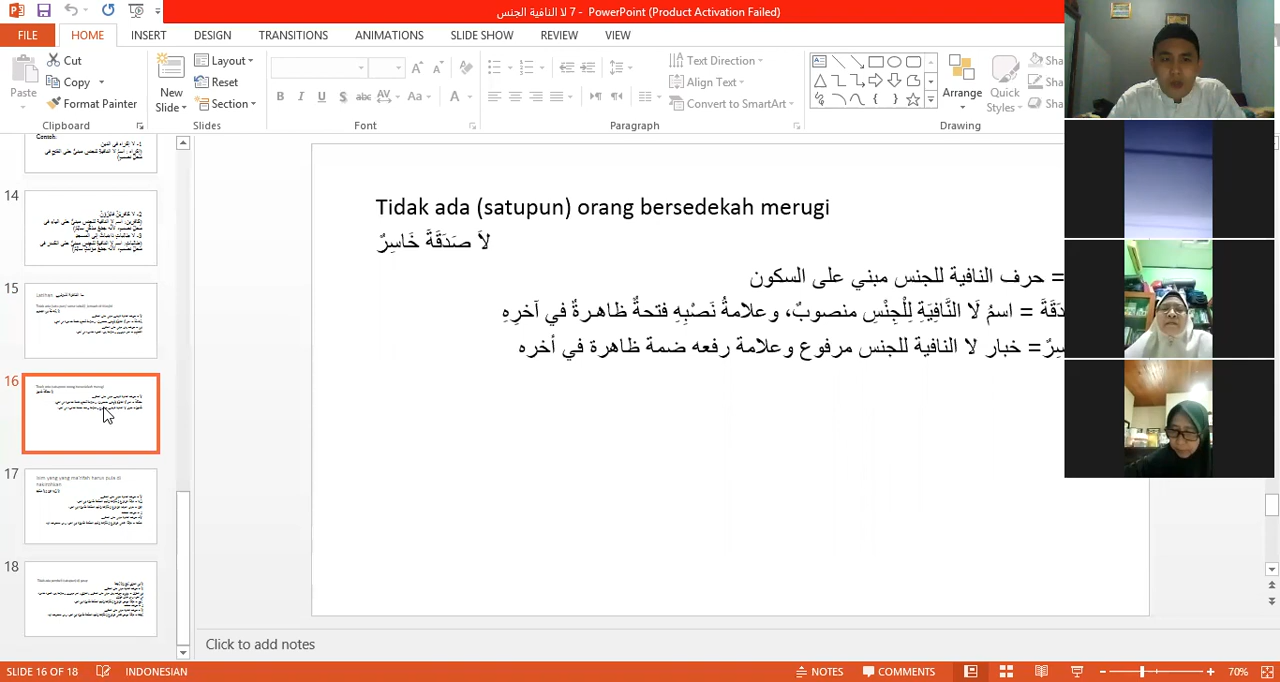 7 لا النافية الجنس - PowerPoint (Product Activation Failed)
FILE HOME INSERT DESIGN TRANSITIONS ANIMATIONS SLIDE SHOW REVIEW VIEW
Paste
Cut
Copy
Format Painter
Clipboard
New Slide
Layout
Reset
Section
Slides
B I U S abc AV Aa A
Font
Text Direction
Align Text
Convert to SmartArt
Paragraph
Arrange
Quick Styles
Drawing
14
15
16
17
18
Tidak ada (satupun) orang bersedekah merugi
لاَ صَدَقَةَ خَاسِرٌ
= حرف النافية للجنس مبني على السكون
دَقَةَ = اسمُ لَا النَّافِيَةِ لِلْجِنْسِ منصوبٌ، وعلامةُ نَصْبِهِ فتحةٌ ظاهرةٌ في آخرِهِ
سِرٌ= خبار لا النافية للجنس مرفوع وعلامة رفعه ضمة ظاهرة في أخره
Click to add notes
SLIDE 16 OF 18 INDONESIAN NOTES COMMENTS 70%